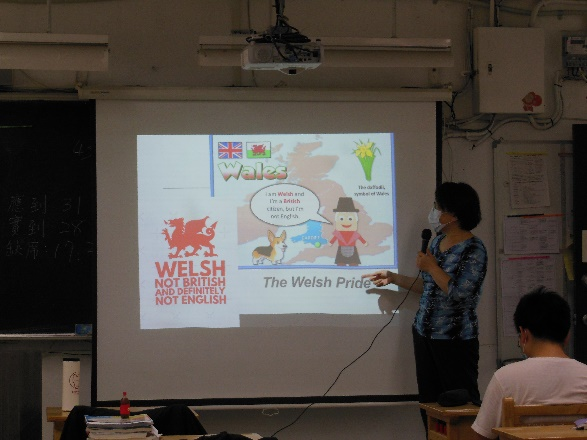 Wales
I am Welsh and
I'm a British
citizen, but I'm
not English
The daffodil,
symbol of Wales
WELSH
NOT BRITISH
AND DEFINITELY
NOT ENGLISH
The Welsh Pride